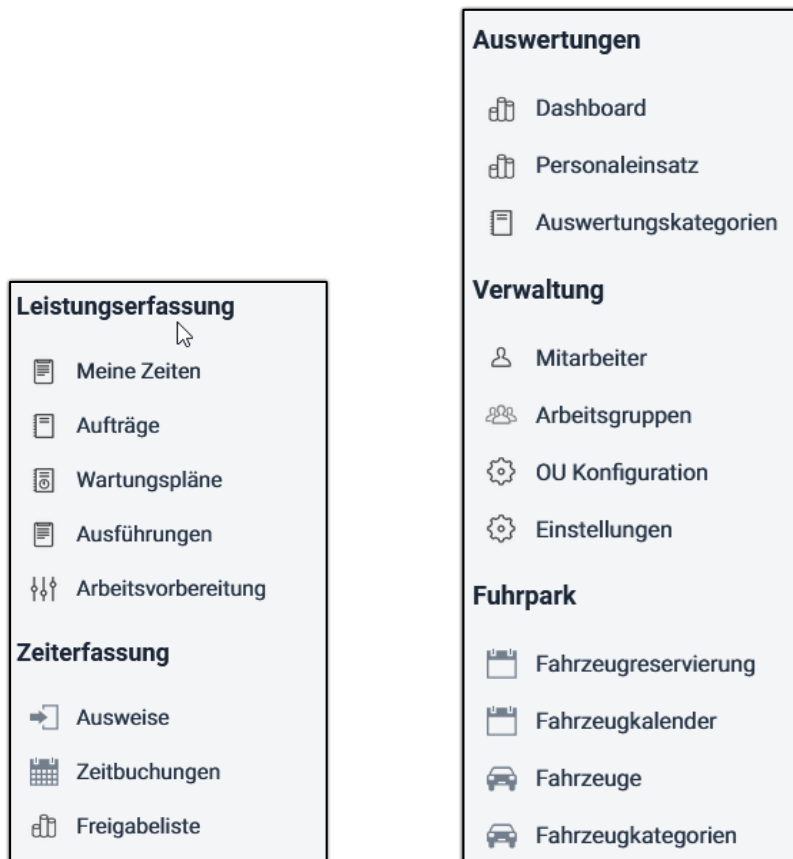 Leistungserfassung
Meine Zeiten
Aufträge
Wartungspläne
Ausführungen
Arbeitsvorbereitung
Zeiterfassung
Ausweise
Zeitbuchungen
Freigabeliste
Auswertungen
Dashboard
Personaleinsatz
Auswertungskategorien
Verwaltung
Mitarbeiter
Arbeitsgruppen
OU Konfiguration
Einstellungen
Fuhrpark
Fahrzeugreservierung
Fahrzeugkalender
Fahrzeuge
Fahrzeugkategorien